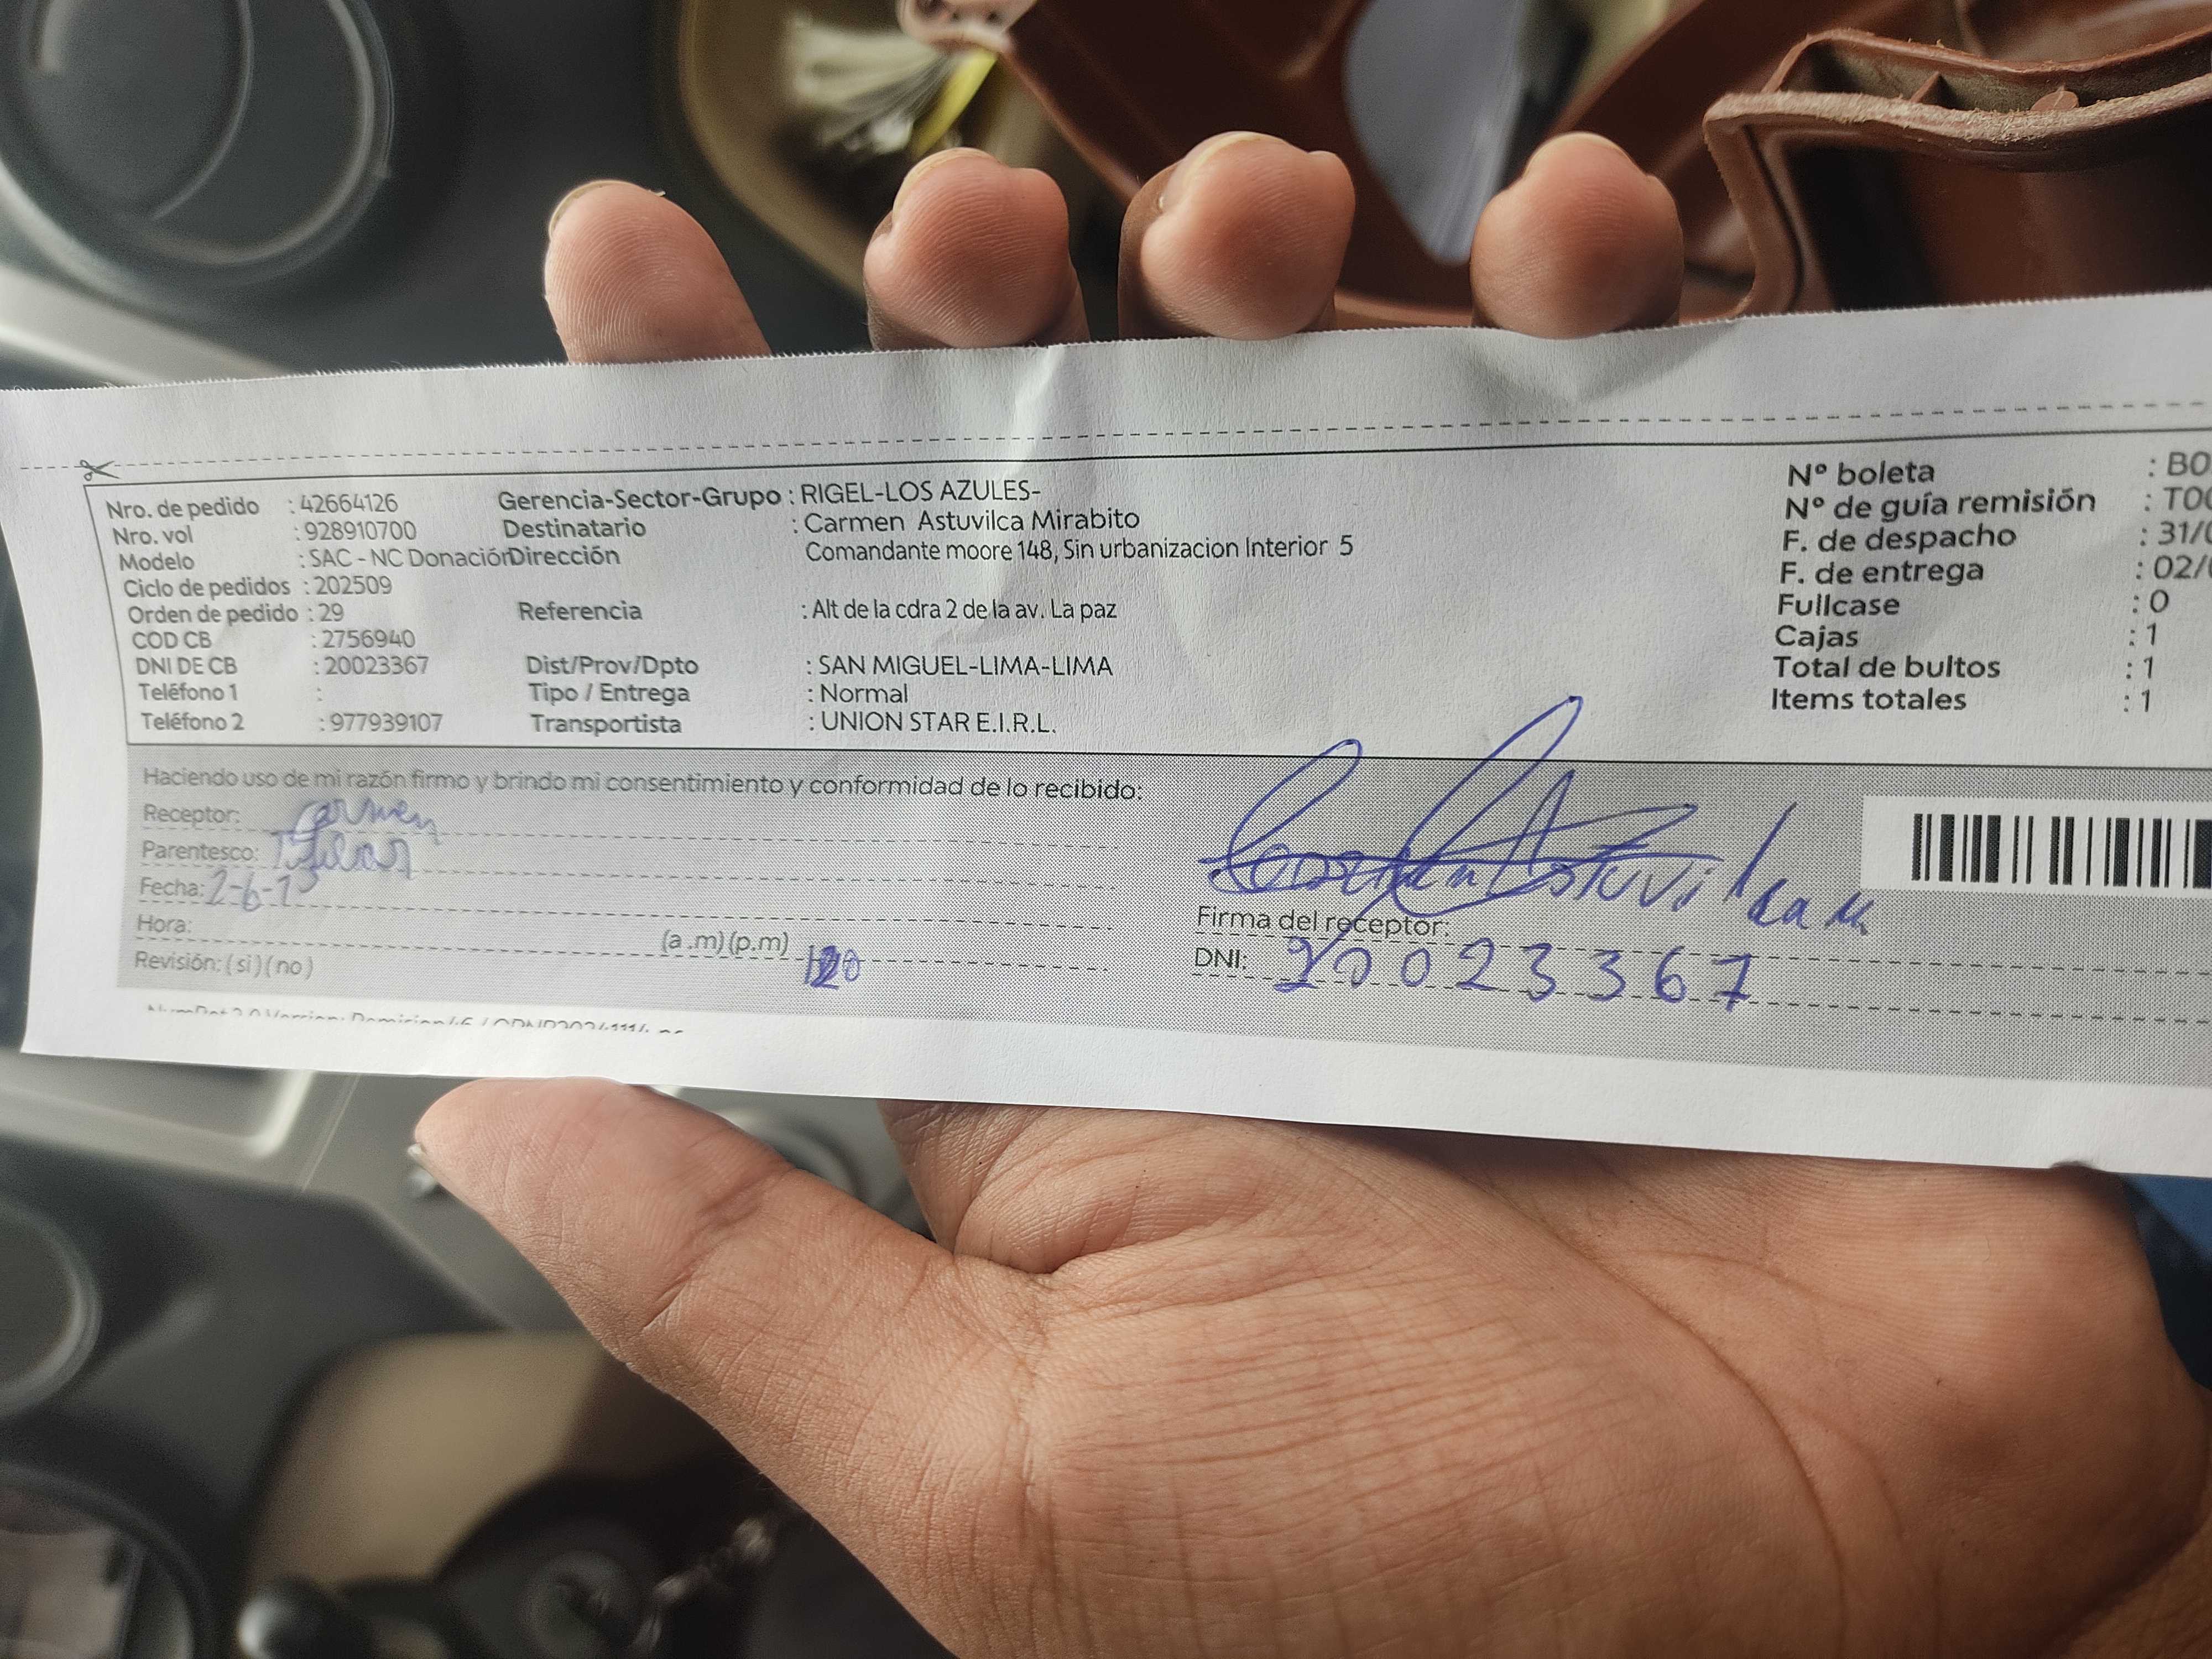 Nro. de pedido : 42664126 Gerencia-Sector-Grupo : RIGEL-LOS AZULES-
Nro. vol : 928910700 Destinatario : Carmen Astuvilca Mirabito
Modelo : SAC - NC Donación Dirección Comandante moore 148, Sin urbanizacion Interior 5
Ciclo de pedidos : 202509
Orden de pedido : 29 Referencia : Alt de la cdra 2 de la av. La paz
COD CB : 2756940
DNI DE CB : 20023367 Dist/Prov/Dpto : SAN MIGUEL-LIMA-LIMA
Teléfono 1 : Tipo / Entrega : Normal
Teléfono 2 : 977939107 Transportista : UNION STAR E.I.R.L.
Nº boleta : BO
Nº de guía remisión : T00
F. de despacho : 31/0
F. de entrega : 02/
Fullcase : 0
Cajas : 1
Total de bultos : 1
Items totales : 1
Haciendo uso de mi razón firmo y brindo mi consentimiento y conformidad de lo recibido:
Receptor: Carmen
Parentesco: Titular
Fecha: 2-6-
Hora: (a .m) (p.m)
Revisión: ( si ) ( no )
Astuvilca M
Firma del receptor:
DNI: 20023367